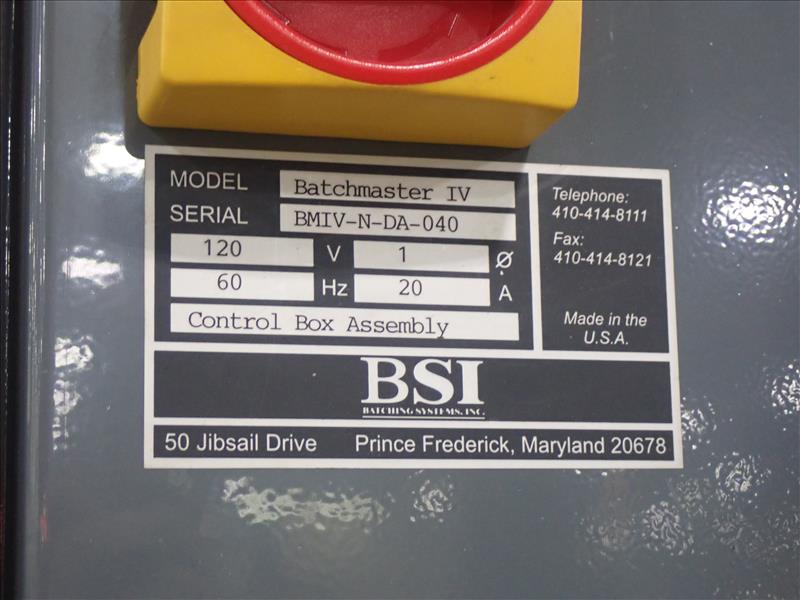 MODEL Batchmaster IV
SERIAL BMIV-N-DA-040
120 V 1 Ø
60 Hz 20 A
Control Box Assembly
Telephone:
410-414-8111
Fax:
410-414-8121
Made in the
U.S.A.
BSI
BATCHING SYSTEMS, INC.
50 Jibsail Drive Prince Frederick, Maryland 20678